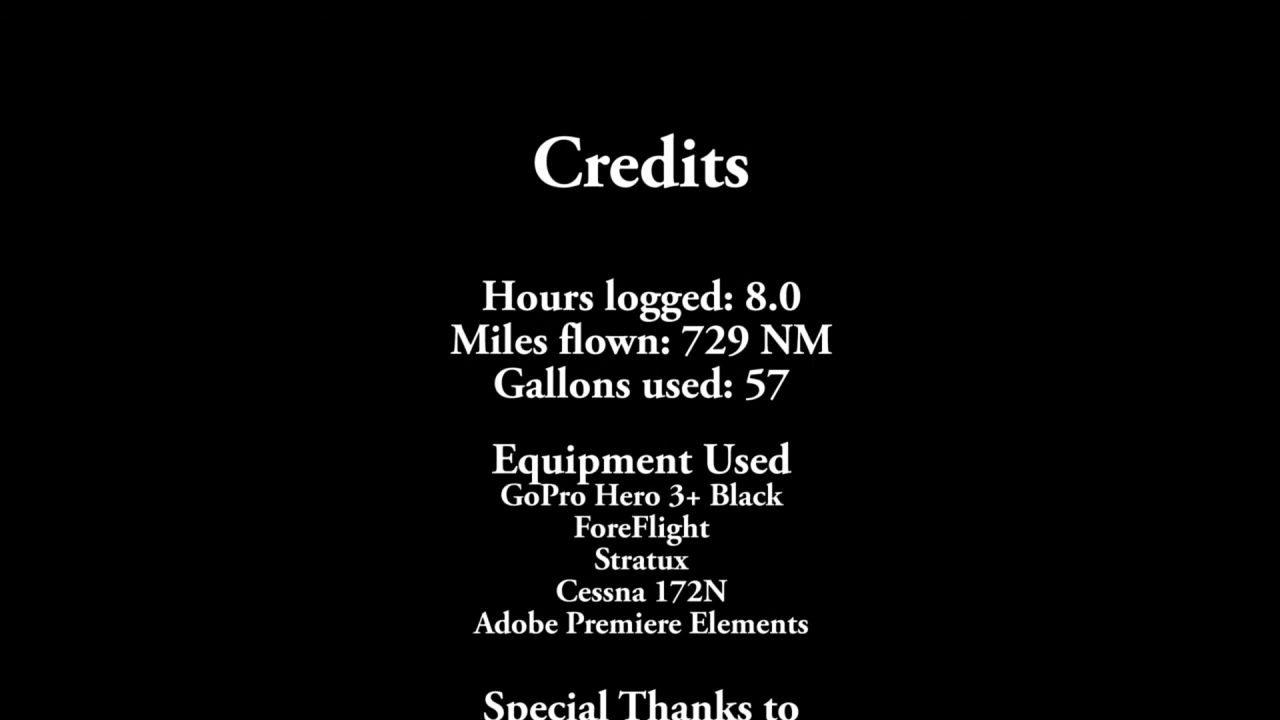 Credits
Hours logged: 8.0
Miles flown: 729 NM
Gallons used: 57
Equipment Used
GoPro Hero 3+ Black
ForeFlight
Stratux
Cessna 172N
Adobe Premiere Elements
Special Thanks to